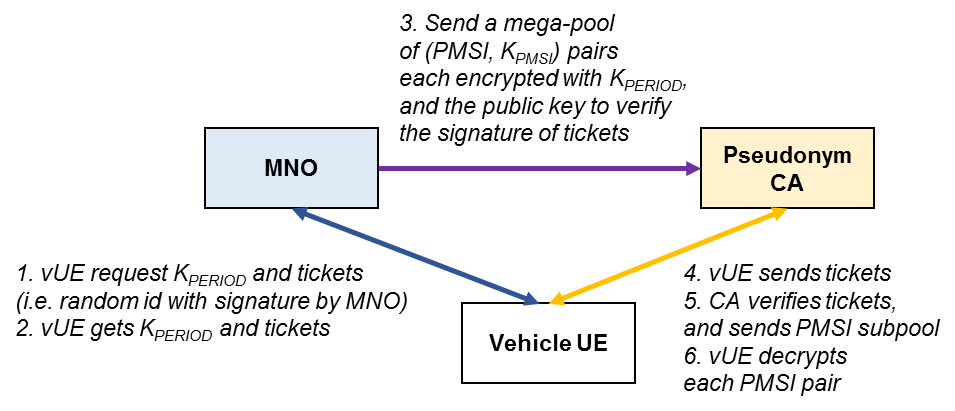 3. Send a mega-pool
of (PMSI, KPMSI) pairs
each encrypted with KPERIOD,
and the public key to verify
the signature of tickets
MNO
Pseudonym
CA
1. vUE request KPERIOD and tickets
(i.e. random id with signature by MNO)
2. vUE gets KPERIOD and tickets
Vehicle UE
4. vUE sends tickets
5. CA verifies tickets,
and sends PMSI subpool
6. vUE decrypts
each PMSI pair